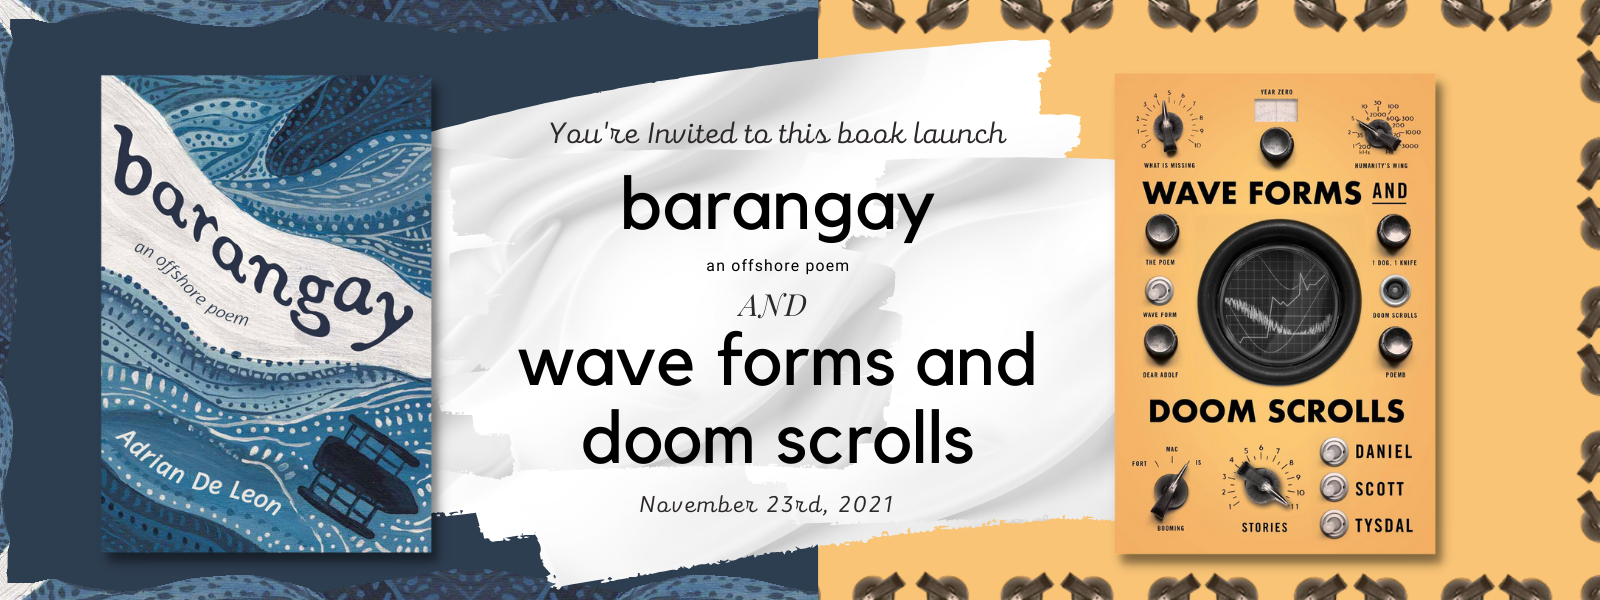 barangay
an offshore poem
Adrian De Leon
You're Invited to this book launch
barangay
an offshore poem
AND
wave forms and
doom scrolls
November 23rd, 2021
YEAR ZERO
WHAT IS MISSING
HUMANITY'S WING
WAVE FORMS AND
THE POEM
1 DOG, 1 KNIFE
WAVE FORM
DOOM SCROLLS
DEAR ADOLF
POEMB
DOOM SCROLLS
FORT MAC IS
BOOMING
STORIES
DANIEL
SCOTT
TYSDAL